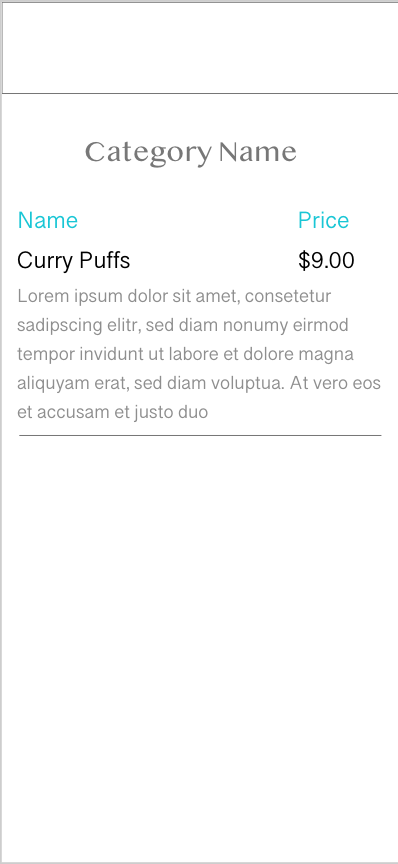 Category Name
Name Price
Curry Puffs $9.00
Lorem ipsum dolor sit amet, consetetur
sadipscing elitr, sed diam nonumy eirmod
tempor invidunt ut labore et dolore magna
aliquyam erat, sed diam voluptua. At vero eos
et accusam et justo duo